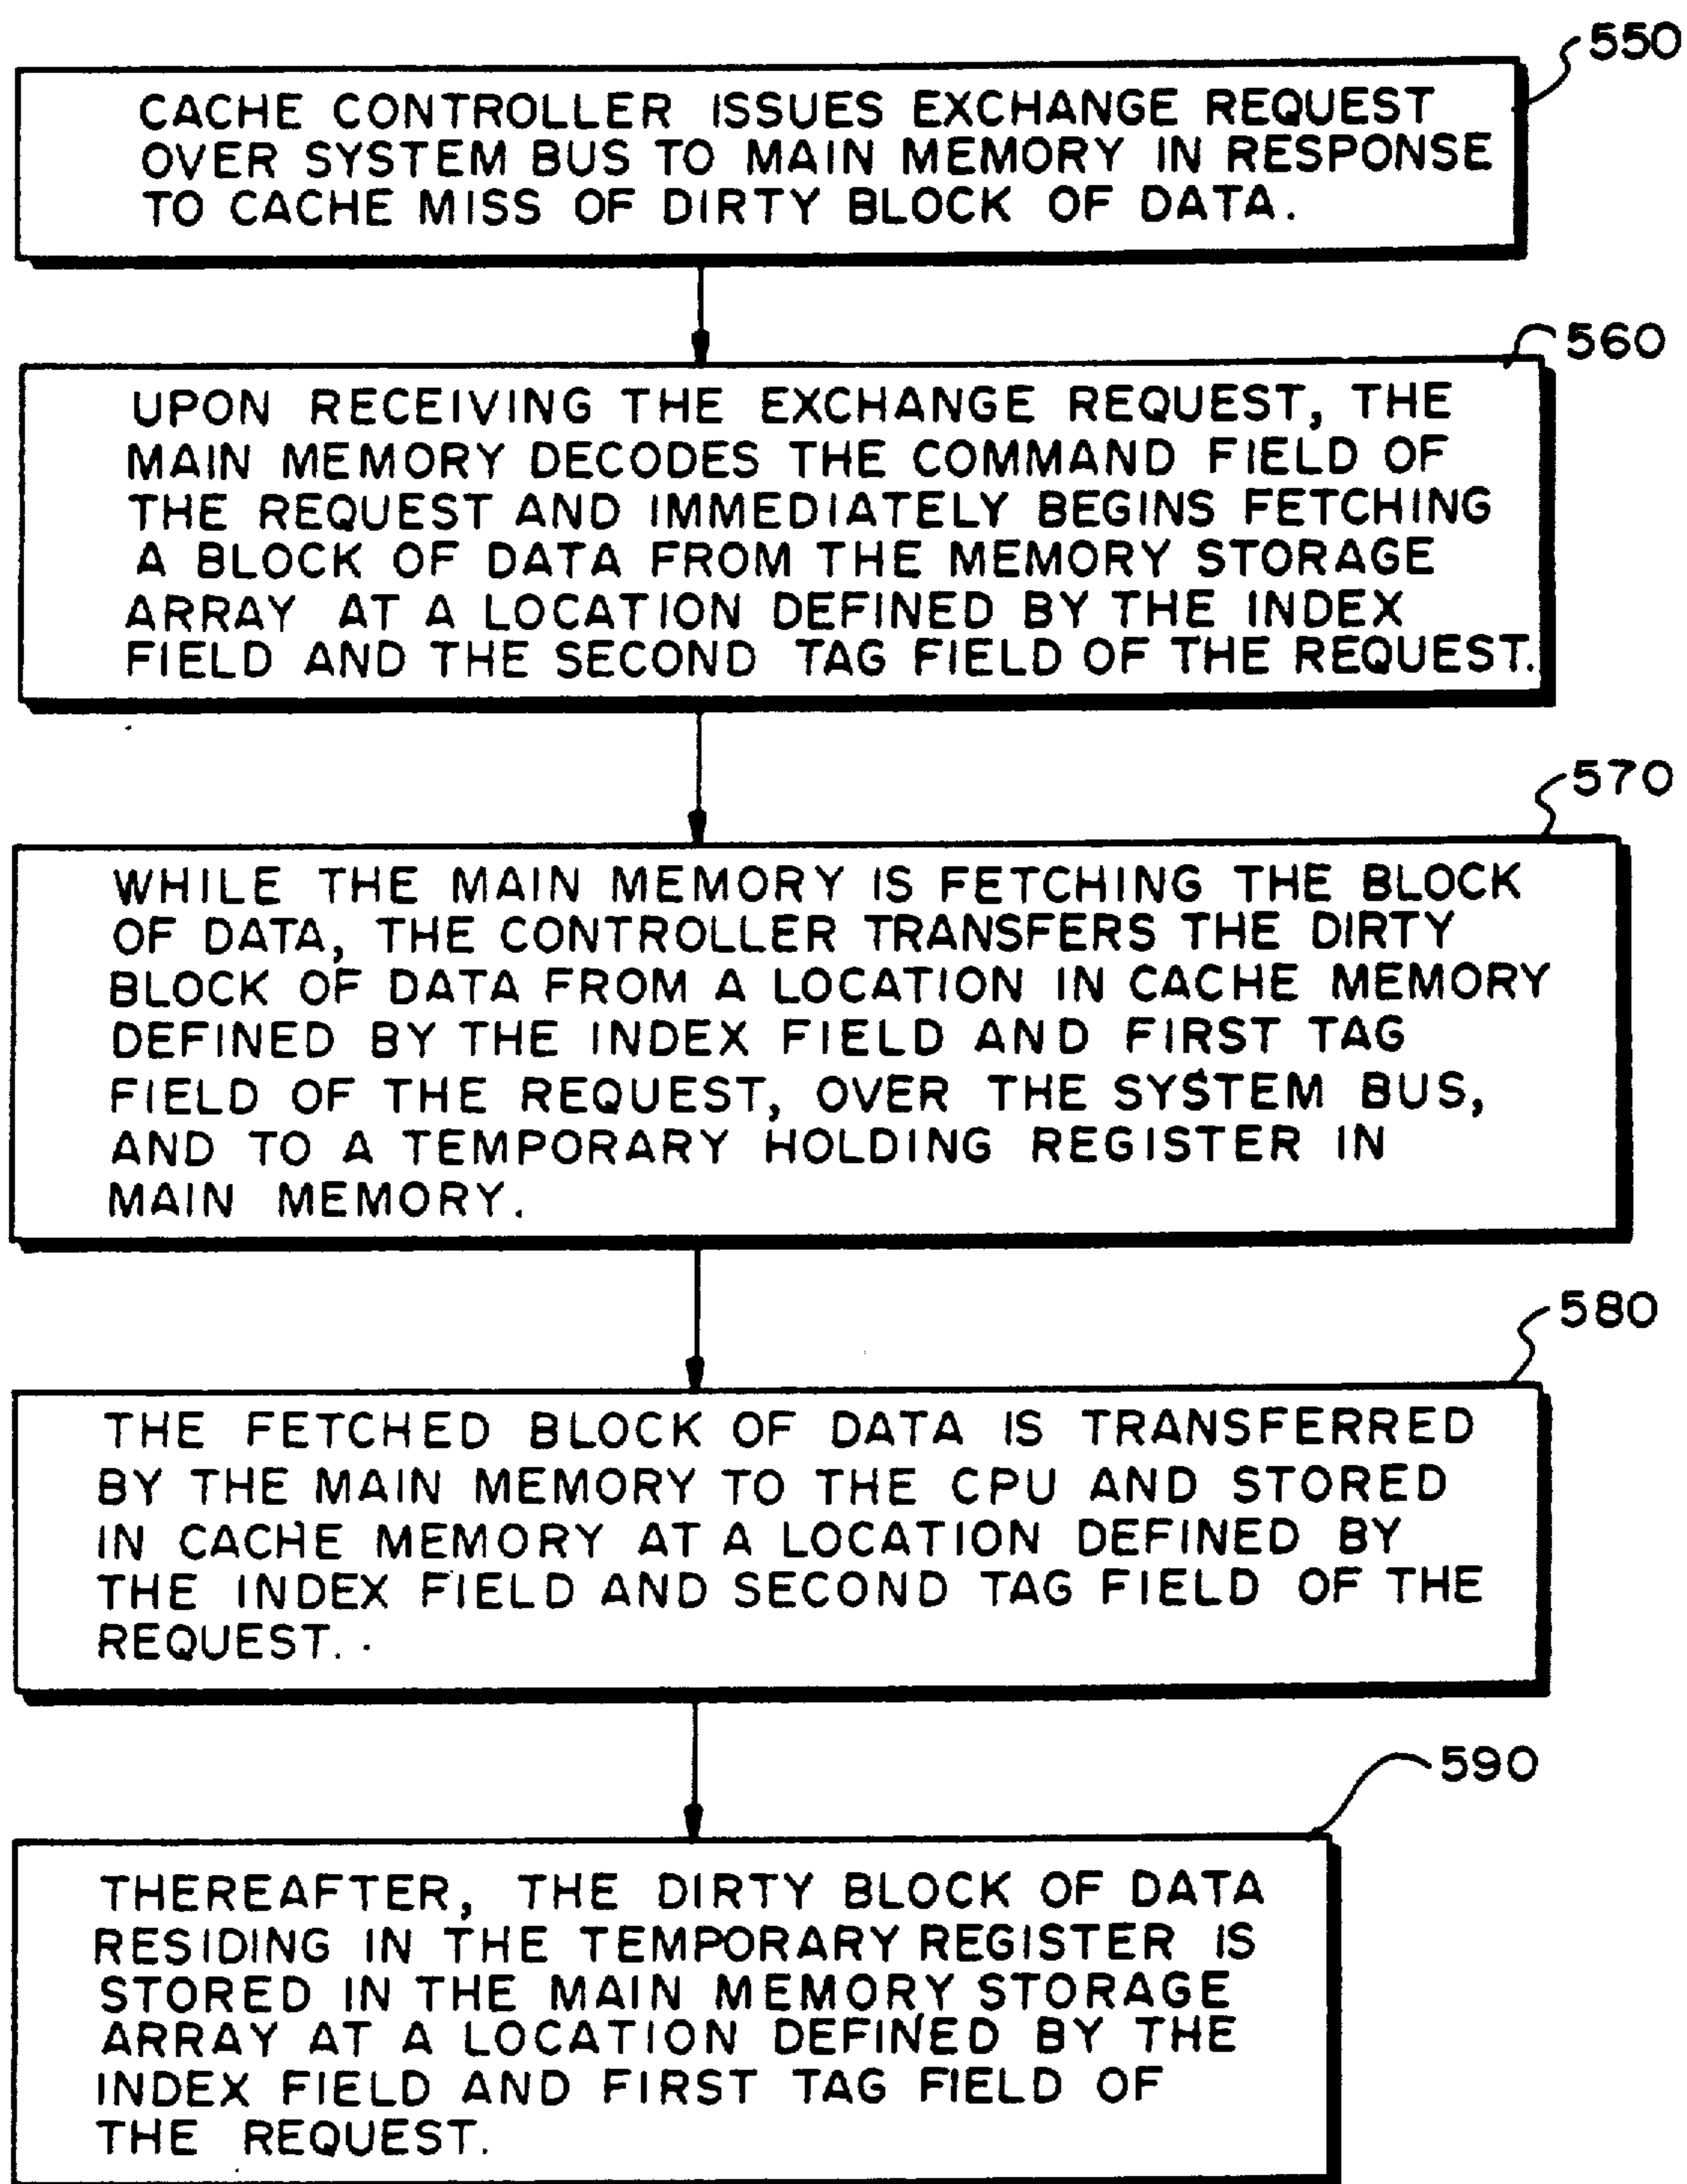 550
CACHE CONTROLLER ISSUES EXCHANGE REQUEST
OVER SYSTEM BUS TO MAIN MEMORY IN RESPONSE
TO CACHE MISS OF DIRTY BLOCK OF DATA.
560
UPON RECEIVING THE EXCHANGE REQUEST, THE
MAIN MEMORY DECODES THE COMMAND FIELD OF
THE REQUEST AND IMMEDIATELY BEGINS FETCHING
A BLOCK OF DATA FROM THE MEMORY STORAGE
ARRAY AT A LOCATION DEFINED BY THE INDEX
FIELD AND THE SECOND TAG FIELD OF THE REQUEST.
570
WHILE THE MAIN MEMORY IS FETCHING THE BLOCK
OF DATA, THE CONTROLLER TRANSFERS THE DIRTY
BLOCK OF DATA FROM A LOCATION IN CACHE MEMORY
DEFINED BY THE INDEX FIELD AND FIRST TAG
FIELD OF THE REQUEST, OVER THE SYSTEM BUS,
AND TO A TEMPORARY HOLDING REGISTER IN
MAIN MEMORY.
580
THE FETCHED BLOCK OF DATA IS TRANSFERRED
BY THE MAIN MEMORY TO THE CPU AND STORED
IN CACHE MEMORY AT A LOCATION DEFINED BY
THE INDEX FIELD AND SECOND TAG FIELD OF THE
REQUEST.
590
THEREAFTER, THE DIRTY BLOCK OF DATA
RESIDING IN THE TEMPORARY REGISTER IS
STORED IN THE MAIN MEMORY STORAGE
ARRAY AT A LOCATION DEFINED BY THE
INDEX FIELD AND FIRST TAG FIELD OF
THE REQUEST.